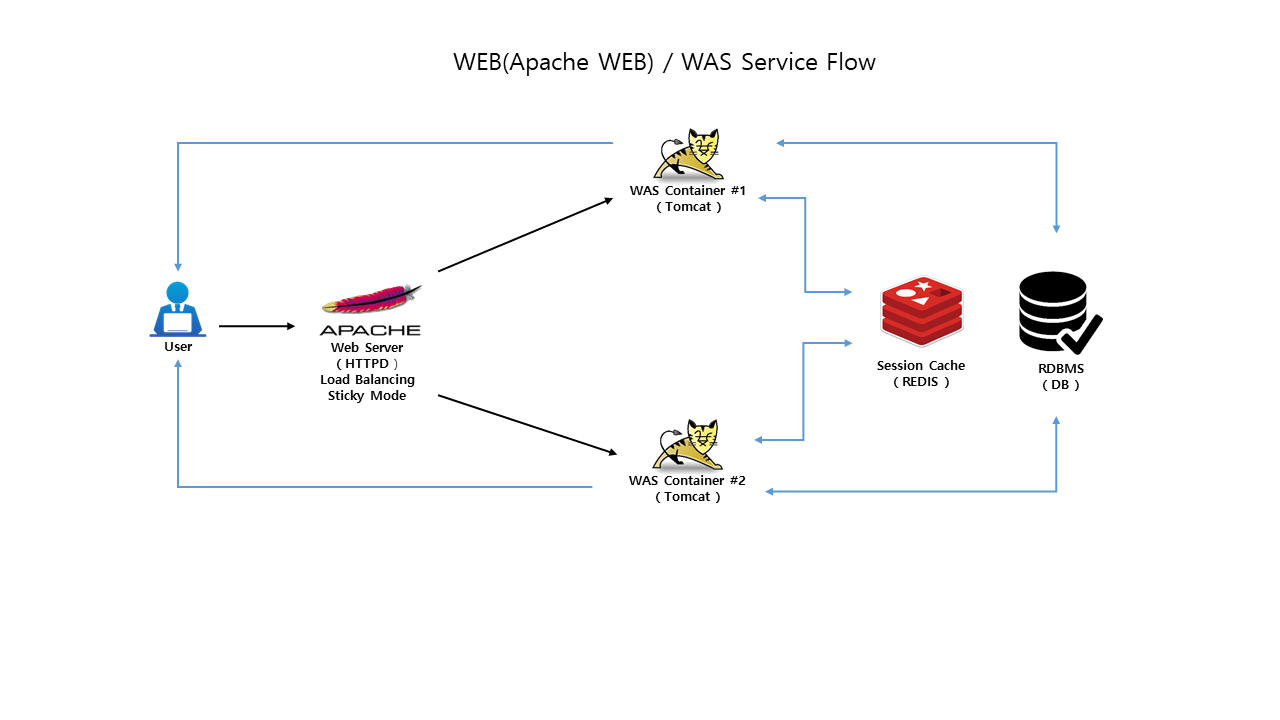 WEB(Apache WEB) / WAS Service Flow
WAS Container #1
( Tomcat )
User
APACHE
Web Server
( HTTPD )
Load Balancing
Sticky Mode
Session Cache
( REDIS )
RDBMS
( DB )
WAS Container #2
( Tomcat )